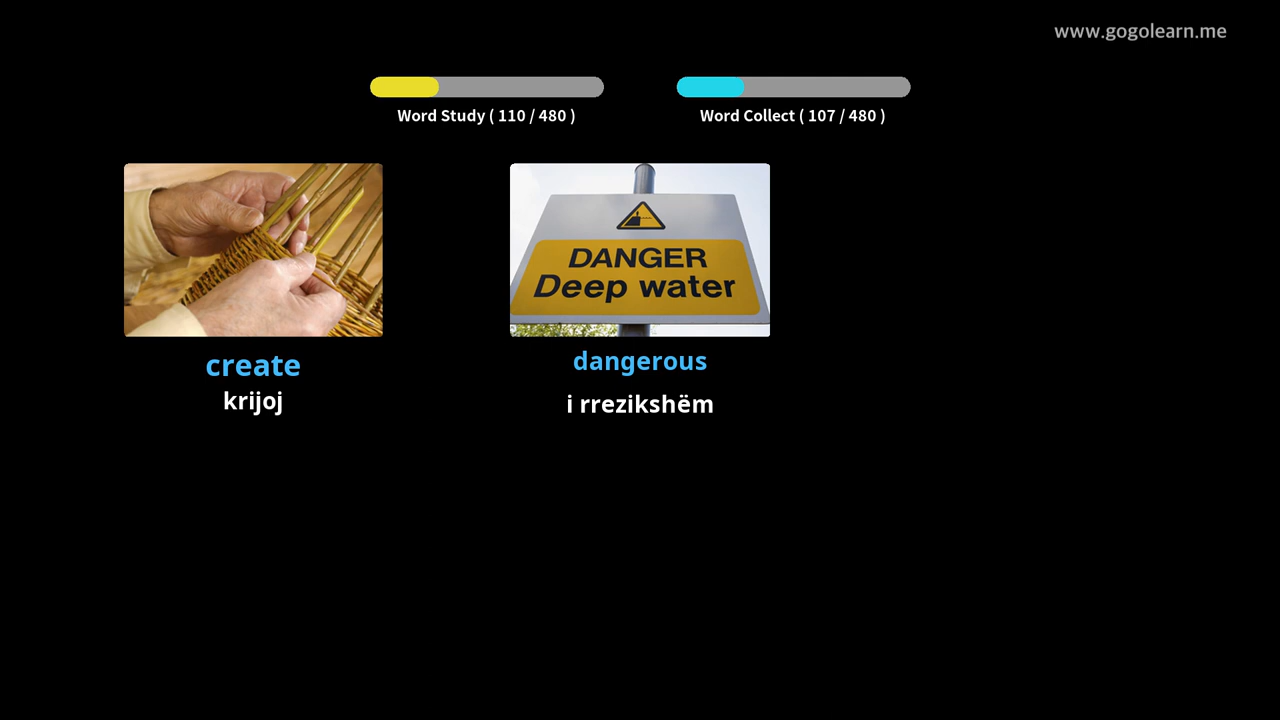 www.gogolearn.me
Word Study ( 110 / 480 )
Word Collect ( 107 / 480 )
DANGER
Deep water
create
krijoj
dangerous
i rrezikshëm